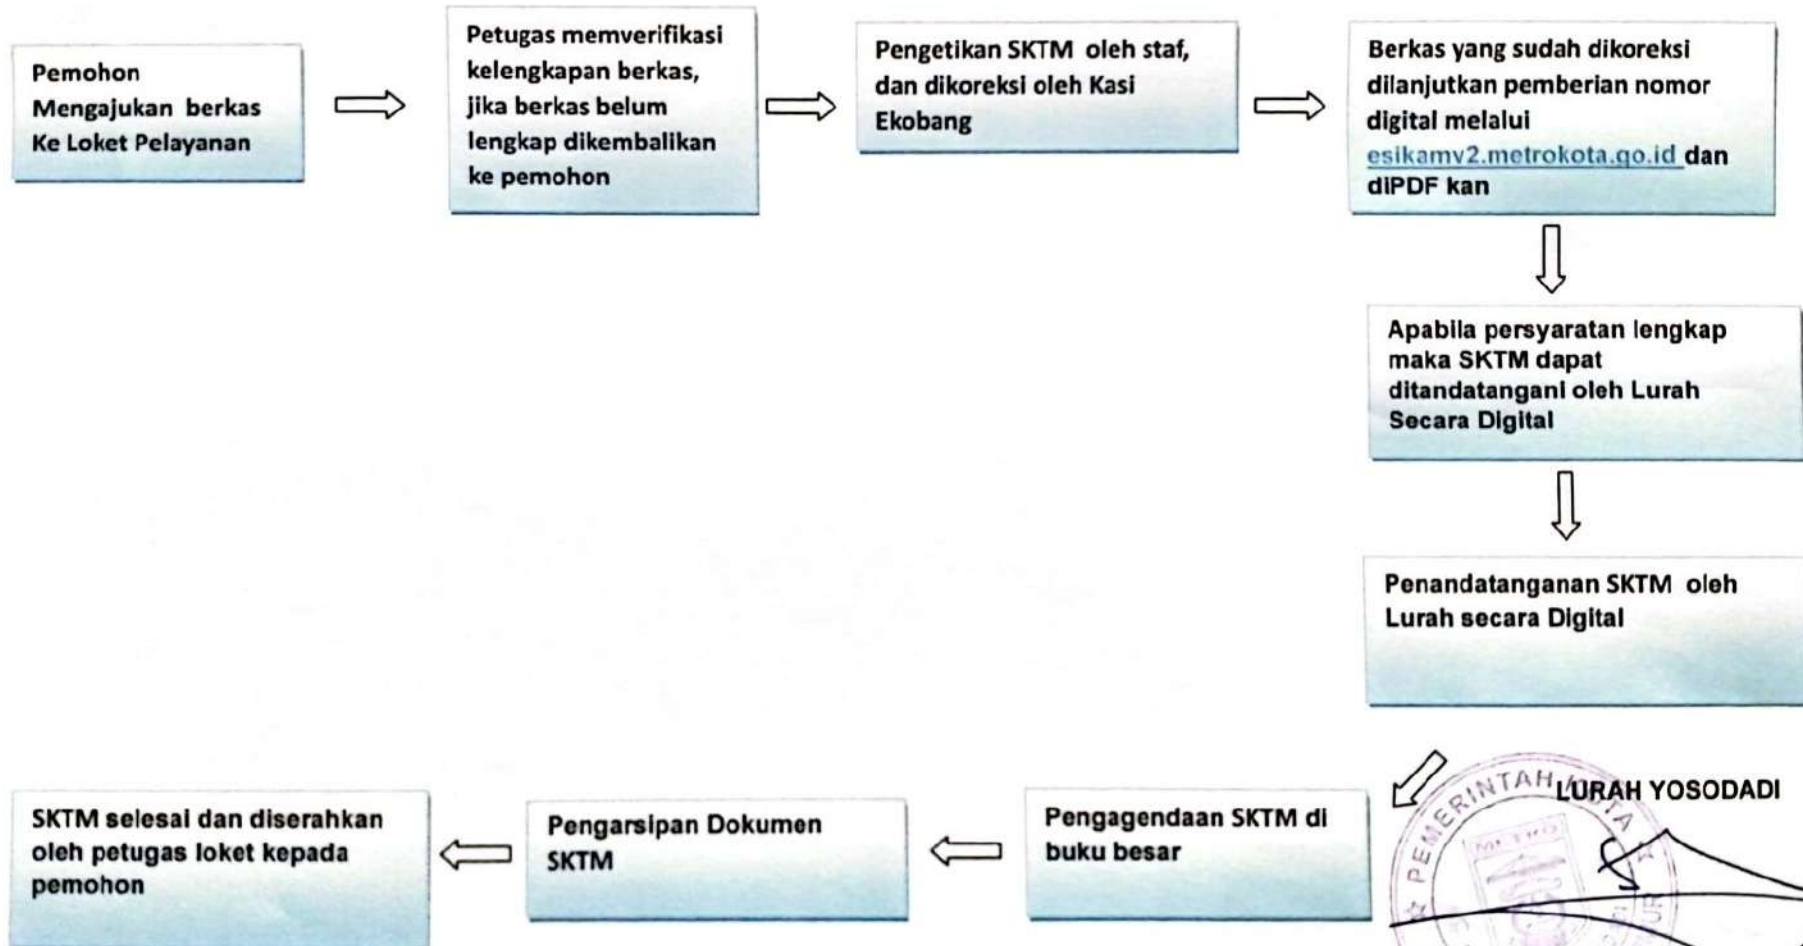 Pemohon
Mengajukan berkas
Ke Loket Pelayanan
Petugas memverifikasi
kelengkapan berkas,
jika berkas belum
lengkap dikembalikan
ke pemohon
Pengetikan SKTM oleh staf,
dan dikoreksi oleh Kasi
Ekobang
Berkas yang sudah dikoreksi
dilanjutkan pemberian nomor
digital melalui
esikamv2.metrokota.go.id dan
diPDF kan
Apabila persyaratan lengkap
maka SKTM dapat
ditandatangani oleh Lurah
Secara Digital
Penandatanganan SKTM oleh
Lurah secara Digital
LURAH YOSODADI
PEMERINTAH KOTA
METRO
Pengagendaan SKTM di
buku besar
Pengarsipan Dokumen
SKTM
SKTM selesai dan diserahkan
oleh petugas loket kepada
pemohon